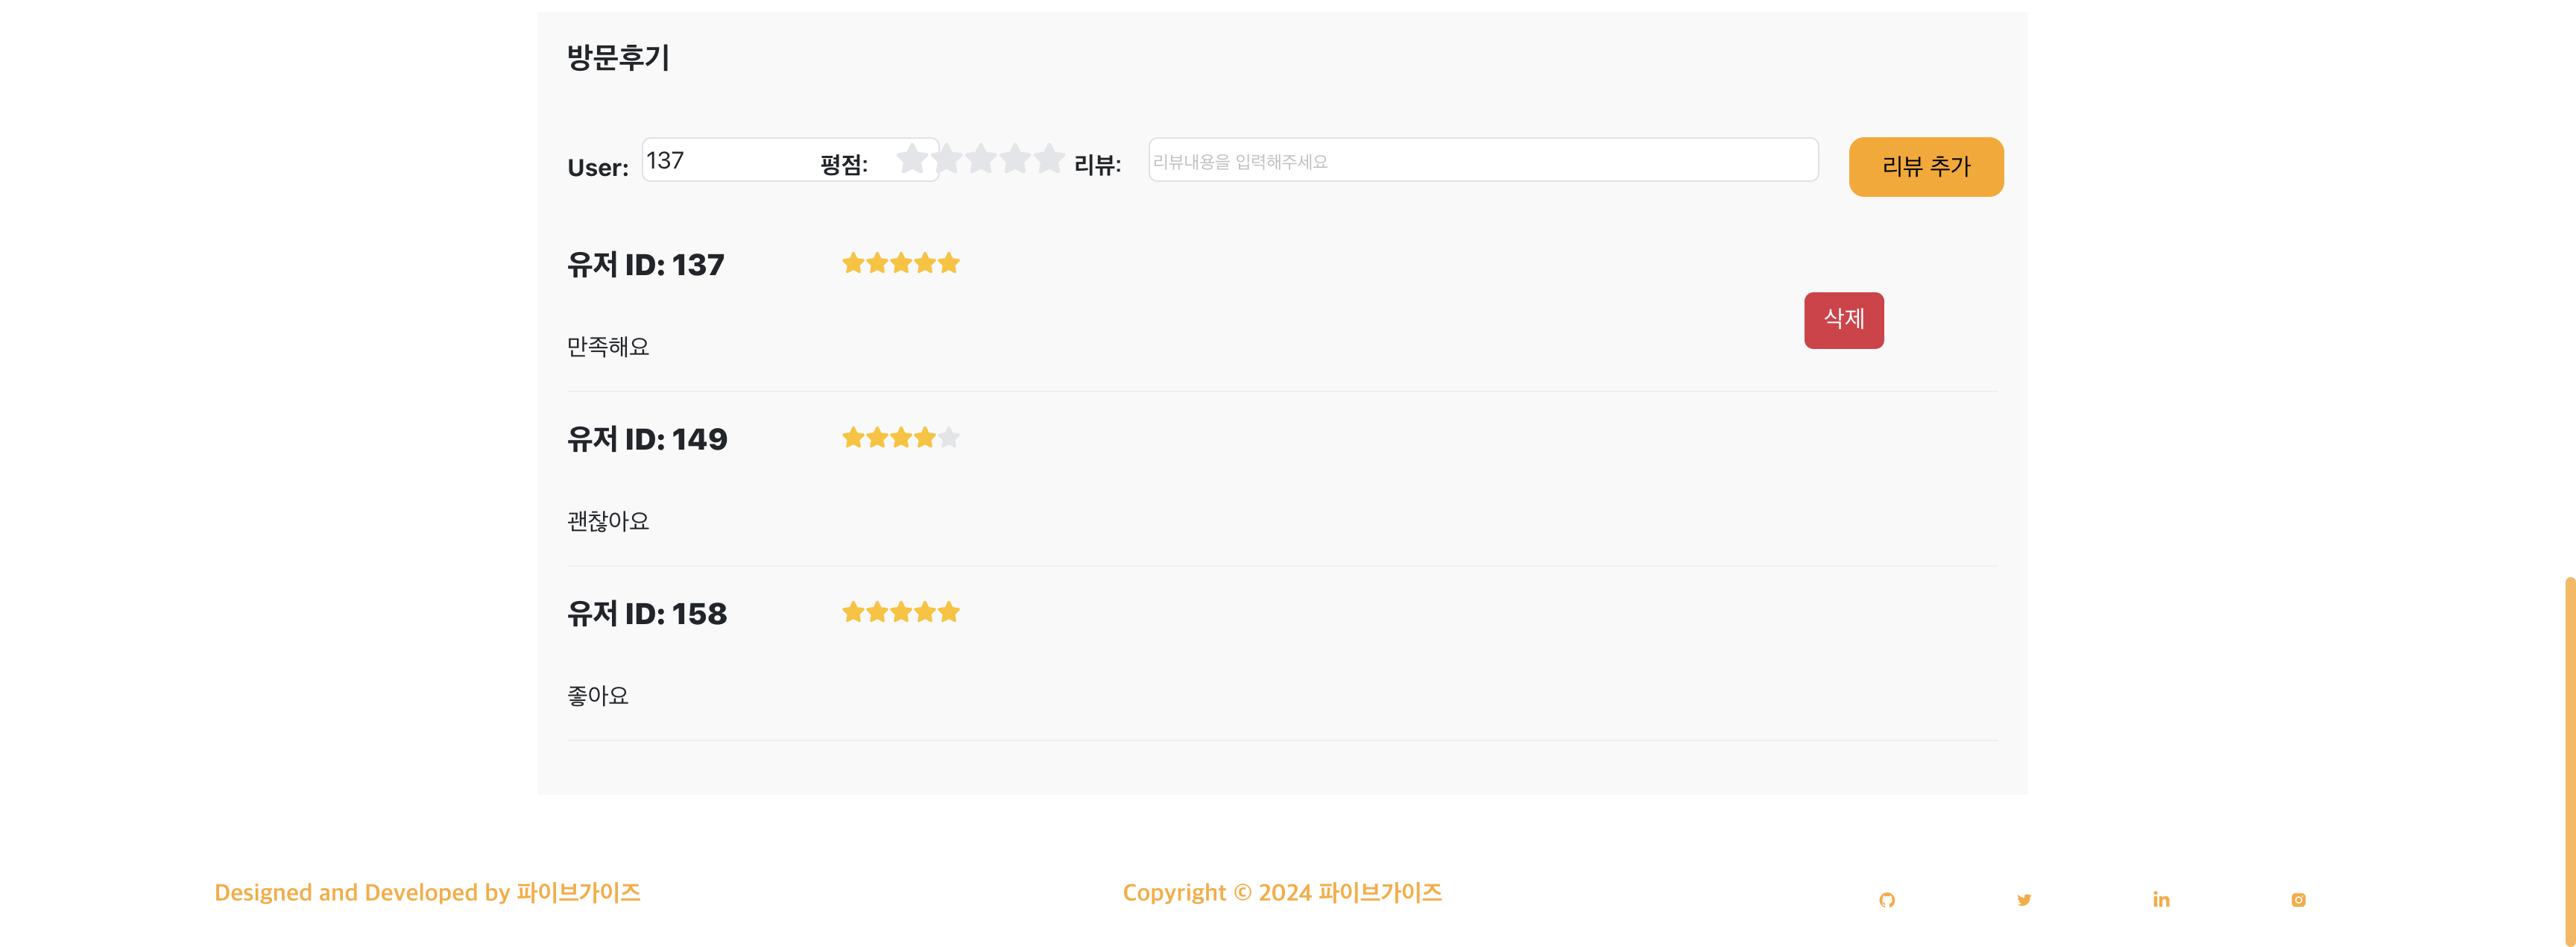 방문후기
User: 137 평점: 리뷰: 리뷰내용을 입력해주세요 리뷰 추가
유저 ID: 137
삭제
만족해요
유저 ID: 149
괜찮아요
유저 ID: 158
좋아요
Designed and Developed by 파이브가이즈 Copyright © 2024 파이브가이즈